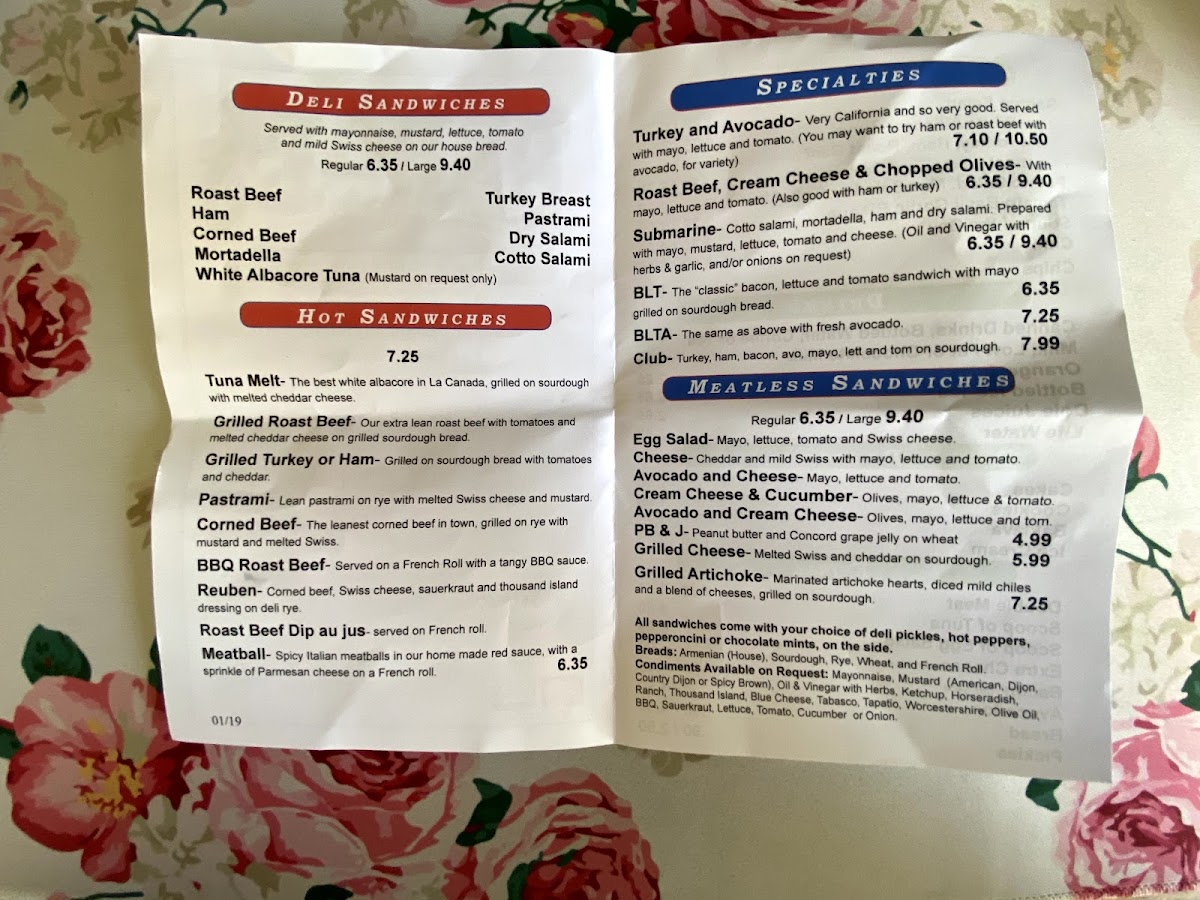 DELI SANDWICHES
Served with mayonnaise, mustard, lettuce, tomato
and mild Swiss cheese on our house bread.
Regular 6.35 / Large 9.40
Roast Beef
Turkey Breast
Ham
Pastrami
Corned Beef
Dry Salami
Mortadella
Cotto Salami
White Albacore Tuna (Mustard on request only)
HOT SANDWICHES
7.25
Tuna Melt- The best white albacore in La Canada, grilled on sourdough
with melted cheddar cheese.
Grilled Roast Beef- Our extra lean roast beef with tomatoes and
melted cheddar cheese on grilled sourdough bread.
Grilled Turkey or Ham- Grilled on sourdough bread with tomatoes
and cheddar.
Pastrami- Lean pastrami on rye with melted Swiss cheese and mustard.
Corned Beef- The leanest corned beef in town, grilled on rye with
mustard and melted Swiss.
BBQ Roast Beef- Served on a French Roll with a tangy BBQ sauce.
Reuben- Corned beef, Swiss cheese, sauerkraut and thousand island
dressing on deli rye.
Roast Beef Dip au jus- served on French roll.
Meatball- Spicy Italian meatballs in our home made red sauce, with a
sprinkle of Parmesan cheese on a French roll. 6.35
01/19
SPECIALTIES
Turkey and Avocado- Very California and so very good. Served
with mayo, lettuce and tomato. (You may want to try ham or roast beef with
avocado, for variety) 7.10 / 10.50
Roast Beef, Cream Cheese & Chopped Olives- With
mayo, lettuce and tomato. (Also good with ham or turkey) 6.35 / 9.40
Submarine- Cotto salami, mortadella, ham and dry salami. Prepared
with mayo, mustard, lettuce, tomato and cheese. (Oil and Vinegar with
herbs & garlic, and/or onions on request) 6.35 / 9.40
BLT- The "classic" bacon, lettuce and tomato sandwich with mayo
grilled on sourdough bread. 6.35
BLTA- The same as above with fresh avocado. 7.25
Club- Turkey, ham, bacon, avo, mayo, lett and tom on sourdough. 7.99
MEATLESS SANDWICHES
Regular 6.35 / Large 9.40
Egg Salad- Mayo, lettuce, tomato and Swiss cheese.
Cheese- Cheddar and mild Swiss with mayo, lettuce and tomato.
Avocado and Cheese- Mayo, lettuce and tomato.
Cream Cheese & Cucumber- Olives, mayo, lettuce & tomato.
Avocado and Cream Cheese- Olives, mayo, lettuce and tom.
PB & J- Peanut butter and Concord grape jelly on wheat 4.99
Grilled Cheese- Melted Swiss and cheddar on sourdough. 5.99
Grilled Artichoke- Marinated artichoke hearts, diced mild chiles
and a blend of cheeses, grilled on sourdough. 7.25
All sandwiches come with your choice of deli pickles, hot peppers,
pepperoncini or chocolate mints, on the side.
Breads: Armenian (House), Sourdough, Rye, Wheat, and French Roll.
Condiments Available on Request: Mayonnaise, Mustard (American, Dijon,
Country Dijon or Spicy Brown), Oil & Vinegar with Herbs, Ketchup, Horseradish,
Ranch, Thousand Island, Blue Cheese, Tabasco, Tapatio, Worcestershire, Olive Oil,
BBQ, Sauerkraut, Lettuce, Tomato, Cucumber or Onion.